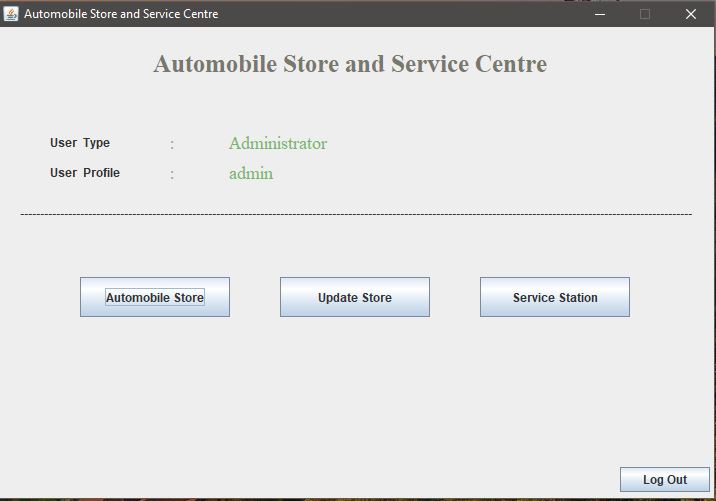 Automobile Store and Service Centre
Automobile Store and Service Centre
User Type : Administrator
User Profile : admin
Automobile Store Update Store Service Station
Log Out